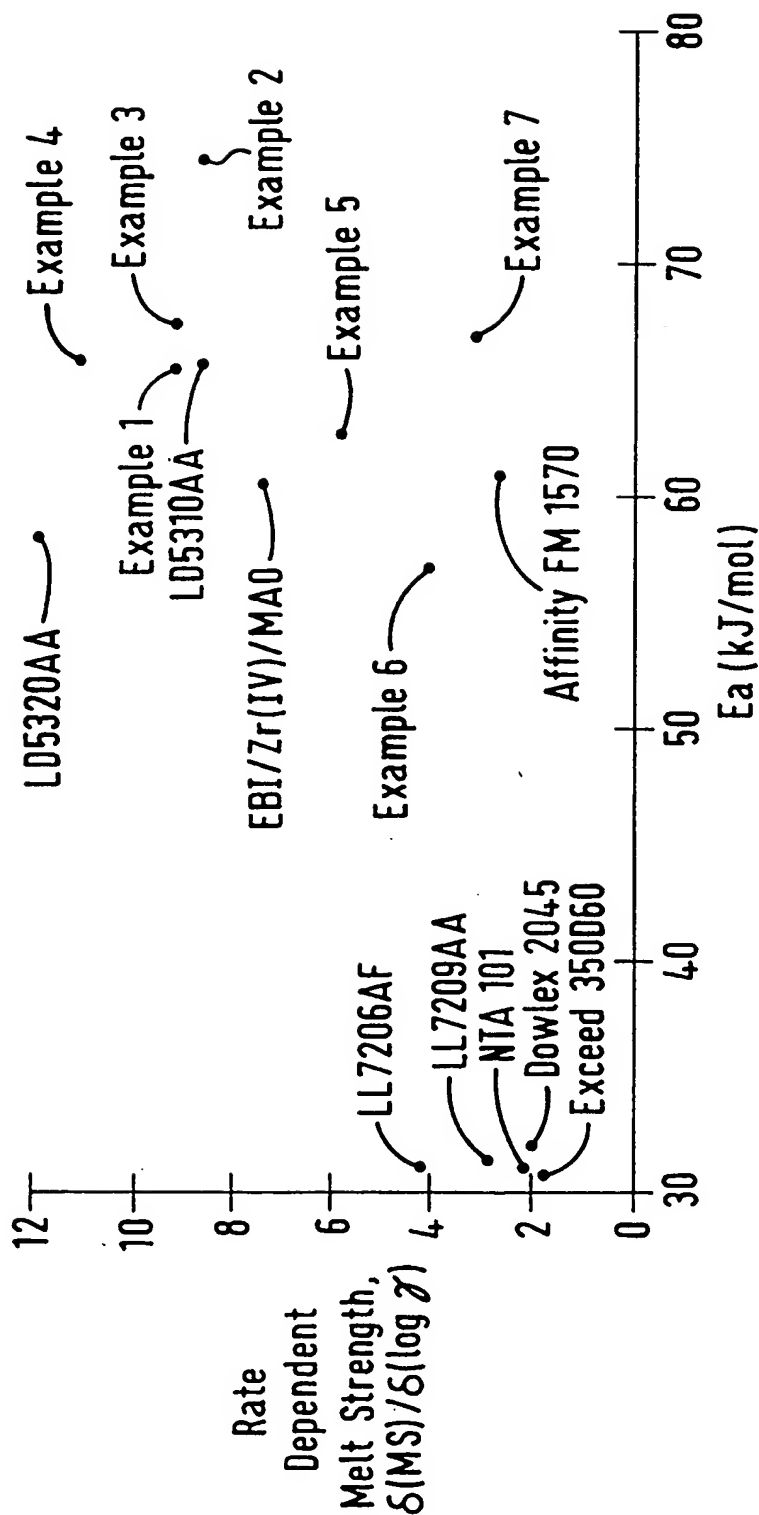 Rate
Dependent
Melt Strength,
δ(MS)/δ(log γ)
12
10
8
6
4
2
0
30
40
50
60
70
80
Ea (kJ/mol)
LD5320AA
Example 4
Example 3
Example 1
LD5310AA
Example 2
EBI/Zr(IV)/MAO
Example 5
Example 6
Example 7
Affinity FM 1570
LL7206AF
LL7209AA
NTA 101
Dowlex 2045
Exceed 350D60